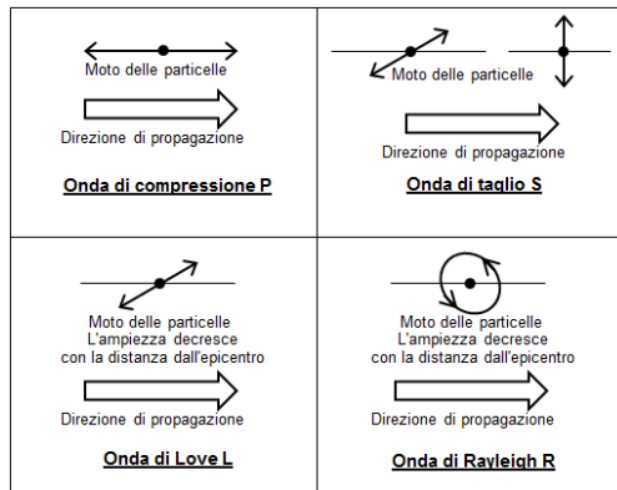 Moto delle particelle
Direzione di propagazione
Onda di compressione P
Moto delle particelle
Direzione di propagazione
Onda di taglio S
Moto delle particelle
L'ampiezza decresce
con la distanza dall'epicentro
Direzione di propagazione
Onda di Love L
Moto delle particelle
L'ampiezza decresce
con la distanza dall'epicentro
Direzione di propagazione
Onda di Rayleigh R